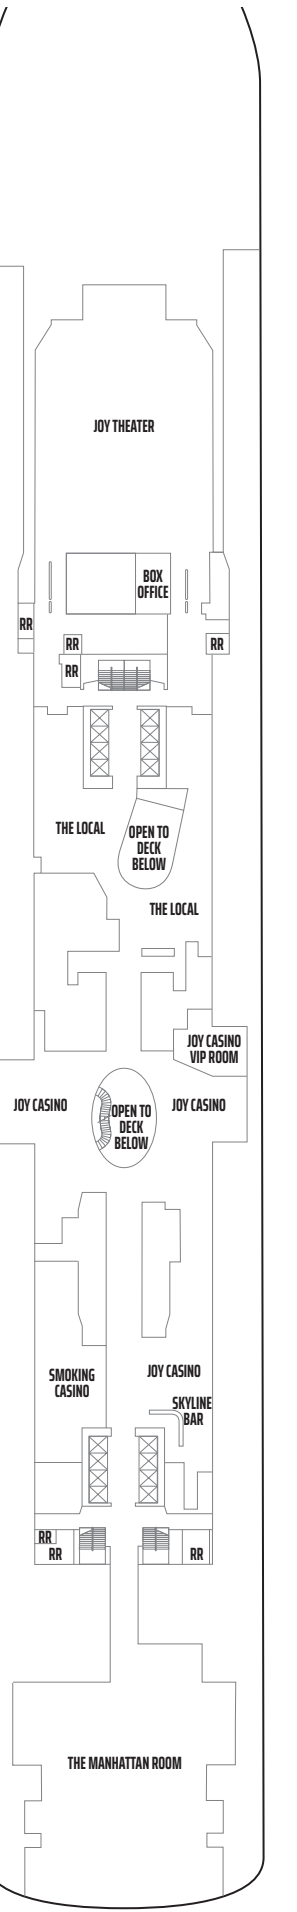 JOY THEATER
BOX
OFFICE
RR
RR
RR
RR
THE LOCAL
OPEN TO
DECK
BELOW
THE LOCAL
JOY CASINO
VIP ROOM
JOY CASINO
OPEN TO
DECK
BELOW
JOY CASINO
SMOKING
CASINO
JOY CASINO
SKYLINE
BAR
RR
RR
RR
THE MANHATTAN ROOM